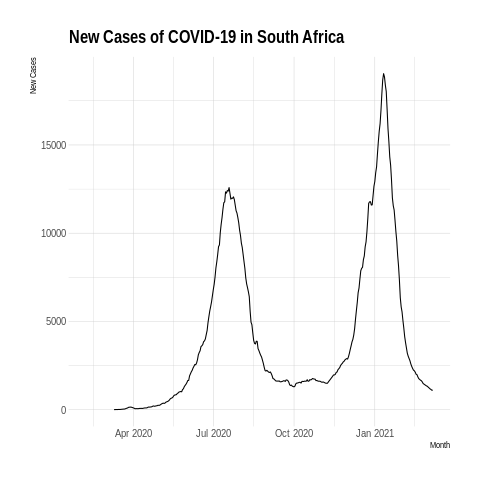 New Cases of COVID-19 in South Africa
New Cases
15000
10000
5000
0
Apr 2020 Jul 2020 Oct 2020 Jan 2021
Month